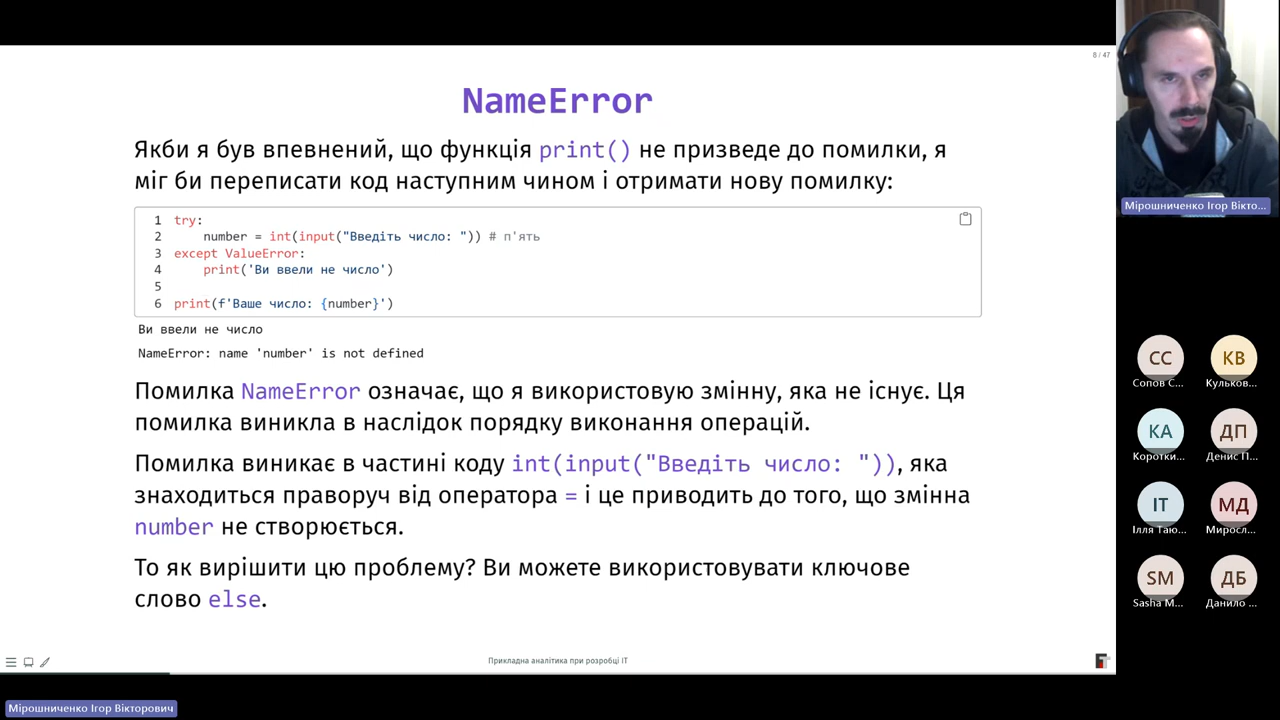 8 / 47
NameError
Якби я був впевнений, що функція print() не призведе до помилки, я
міг би переписати код наступним чином і отримати нову помилку:
1 try:
2 number = int(input("Введіть число: ")) # п'ять
3 except ValueError:
4 print('Ви ввели не число')
5
6 print(f'Ваше число: {number}')
Ви ввели не число
NameError: name 'number' is not defined
Помилка NameError означає, що я використовую змінну, яка не існує. Ця
помилка виникла в наслідок порядку виконання операцій.
Помилка виникає в частині коду int(input("Введіть число: ")), яка
знаходиться праворуч від оператора = і це приводить до того, що змінна
number не створюється.
То як вирішити цю проблему? Ви можете використовувати ключове
слово else.
Прикладна аналітика при розробці ІТ
Мірошниченко Ігор Вікторович
Мірошниченко Ігор Вікто...
СС КВ
Сопов С... Кульков...
КА ДП
Коротки... Денис П...
ІТ МД
Ілля Таю... Миросл...
SM ДБ
Sasha M... Данило ...